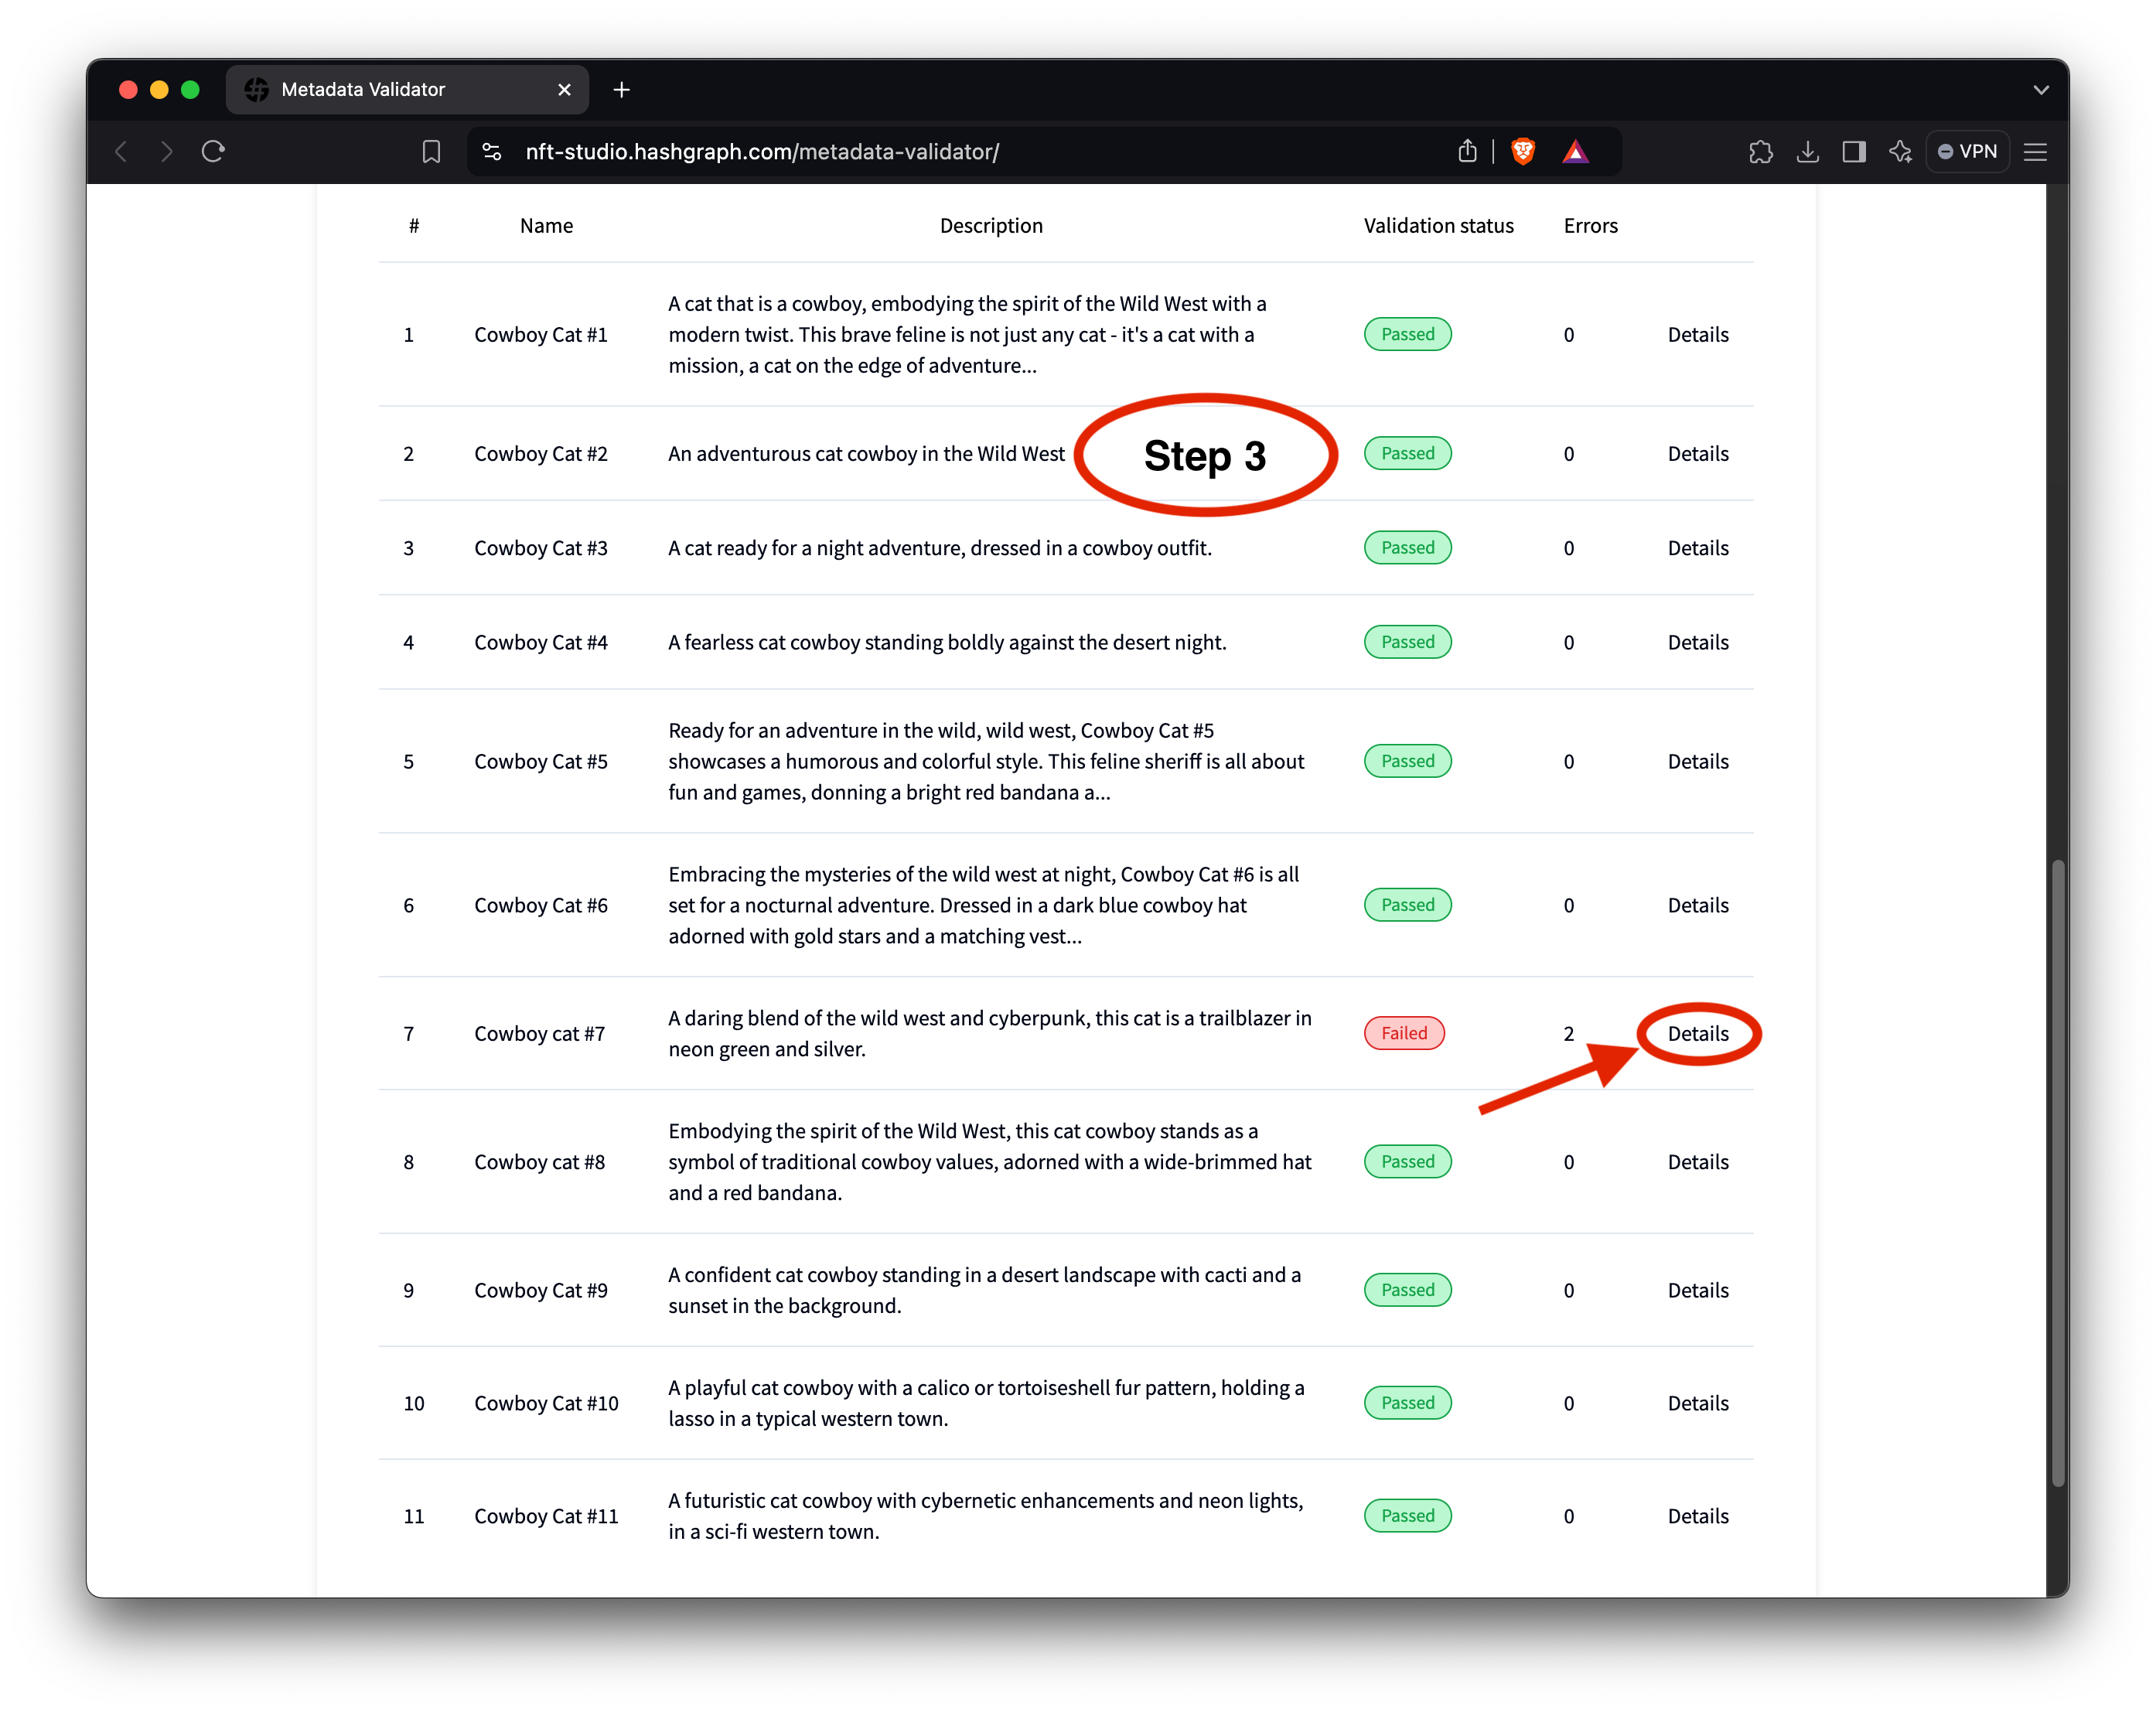 Metadata Validator
nft-studio.hashgraph.com/metadata-validator/
VPN
# Name Description Validation status Errors
1 Cowboy Cat #1 A cat that is a cowboy, embodying the spirit of the Wild West with a
modern twist. This brave feline is not just any cat - it's a cat with a
mission, a cat on the edge of adventure...
Passed 0 Details
2 Cowboy Cat #2 An adventurous cat cowboy in the Wild West Step 3 Passed 0 Details
3 Cowboy Cat #3 A cat ready for a night adventure, dressed in a cowboy outfit. Passed 0 Details
4 Cowboy Cat #4 A fearless cat cowboy standing boldly against the desert night. Passed 0 Details
5 Cowboy Cat #5 Ready for an adventure in the wild, wild west, Cowboy Cat #5
showcases a humorous and colorful style. This feline sheriff is all about
fun and games, donning a bright red bandana a...
Passed 0 Details
6 Cowboy Cat #6 Embracing the mysteries of the wild west at night, Cowboy Cat #6 is all
set for a nocturnal adventure. Dressed in a dark blue cowboy hat
adorned with gold stars and a matching vest...
Passed 0 Details
7 Cowboy cat #7 A daring blend of the wild west and cyberpunk, this cat is a trailblazer in
neon green and silver.
Failed 2 Details
8 Cowboy cat #8 Embodying the spirit of the Wild West, this cat cowboy stands as a
symbol of traditional cowboy values, adorned with a wide-brimmed hat
and a red bandana.
Passed 0 Details
9 Cowboy Cat #9 A confident cat cowboy standing in a desert landscape with cacti and a
sunset in the background.
Passed 0 Details
10 Cowboy Cat #10 A playful cat cowboy with a calico or tortoiseshell fur pattern, holding a
lasso in a typical western town.
Passed 0 Details
11 Cowboy Cat #11 A futuristic cat cowboy with cybernetic enhancements and neon lights,
in a sci-fi western town.
Passed 0 Details